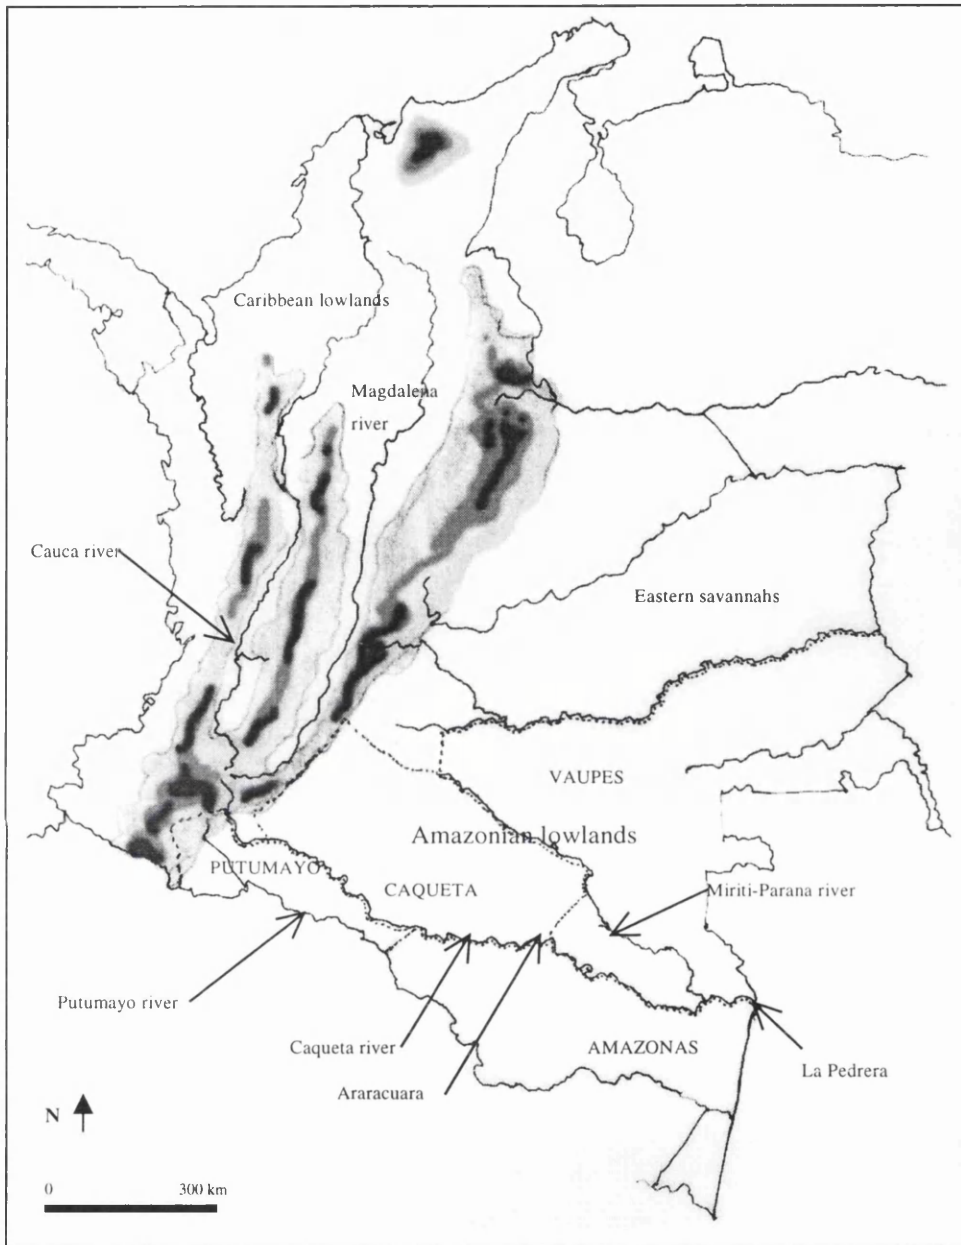 Caribbean lowlands
Magdalena
river
Cauca river
Eastern savannahs
VAUPES
Amazonian lowlands
PUTUMAYO
CAQUETA
Miriti-Parana river
Putumayo river
Caqueta river
AMAZONAS
La Pedrera
Araracuara
N
0 300 km